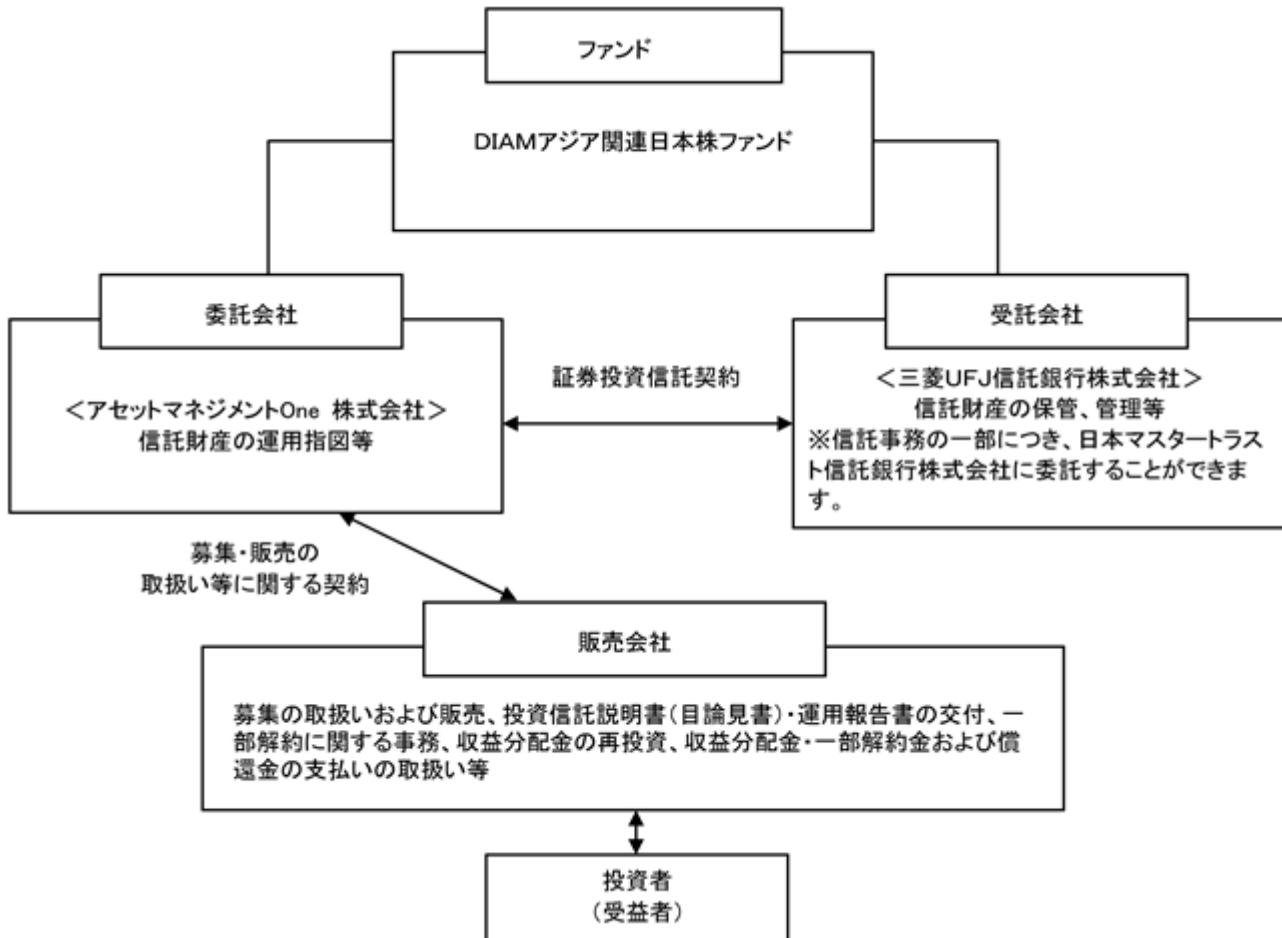 ファンド
DIAMアジア関連日本株ファンド
委託会社
＜アセットマネジメントOne 株式会社＞
信託財産の運用指図等
証券投資信託契約
受託会社
＜三菱UFJ信託銀行株式会社＞
信託財産の保管、管理等
※信託事務の一部につき、日本マスタートラス
ト信託銀行株式会社に委託することができま
す。
募集・販売の
取扱い等に関する契約
販売会社
募集の取扱いおよび販売、投資信託説明書（目論見書）・運用報告書の交付、一
部解約に関する事務、収益分配金の再投資、収益分配金・一部解約金および償
還金の支払いの取扱い等
投資者
（受益者）